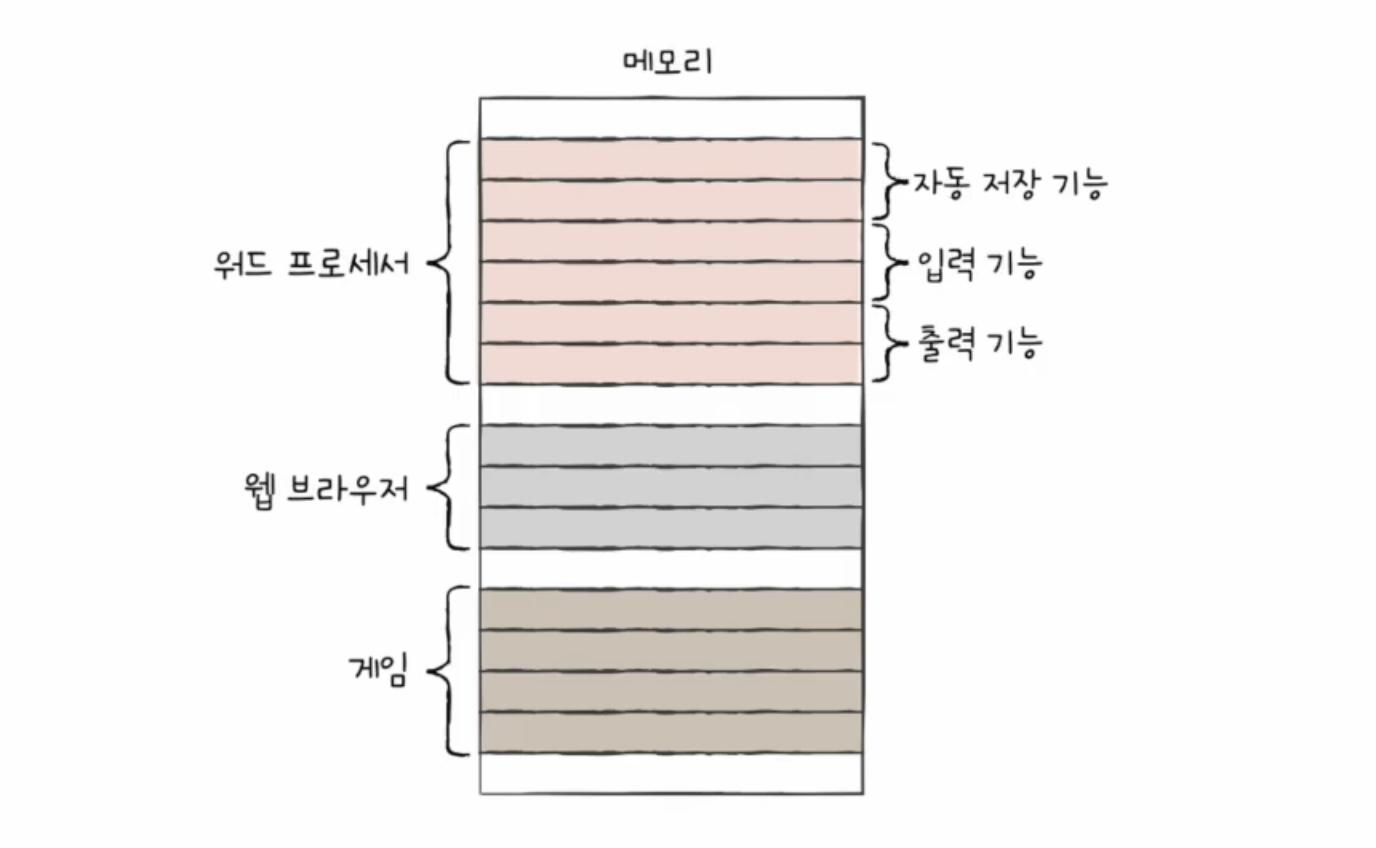 메모리
자동 저장 기능
워드 프로세서
입력 기능
출력 기능
웹 브라우저
게임